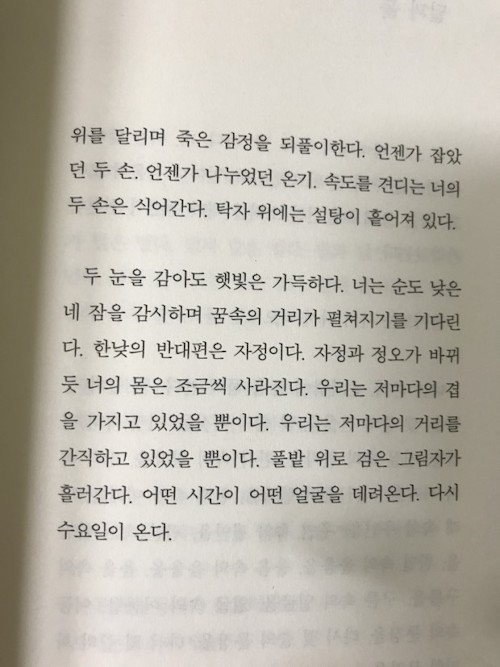 위를 달리며 죽은 감정을 되풀이한다. 언젠가 잡았
던 두 손. 언젠가 나누었던 온기. 속도를 견디는 너의
두 손은 식어간다. 탁자 위에는 설탕이 흩어져 있다.
두 눈을 감아도 햇빛은 가득하다. 너는 순도 낮은
네 잠을 감시하며 꿈속의 거리가 펼쳐지기를 기다린
다. 한낮의 반대편은 자정이다. 자정과 정오가 바뀌
듯 너의 몸은 조금씩 사라진다. 우리는 저마다의 겹
을 가지고 있었을 뿐이다. 우리는 저마다의 거리를
간직하고 있었을 뿐이다. 풀밭 위로 검은 그림자가
흘러간다. 어떤 시간이 어떤 얼굴을 데려온다. 다시
수요일이 온다.